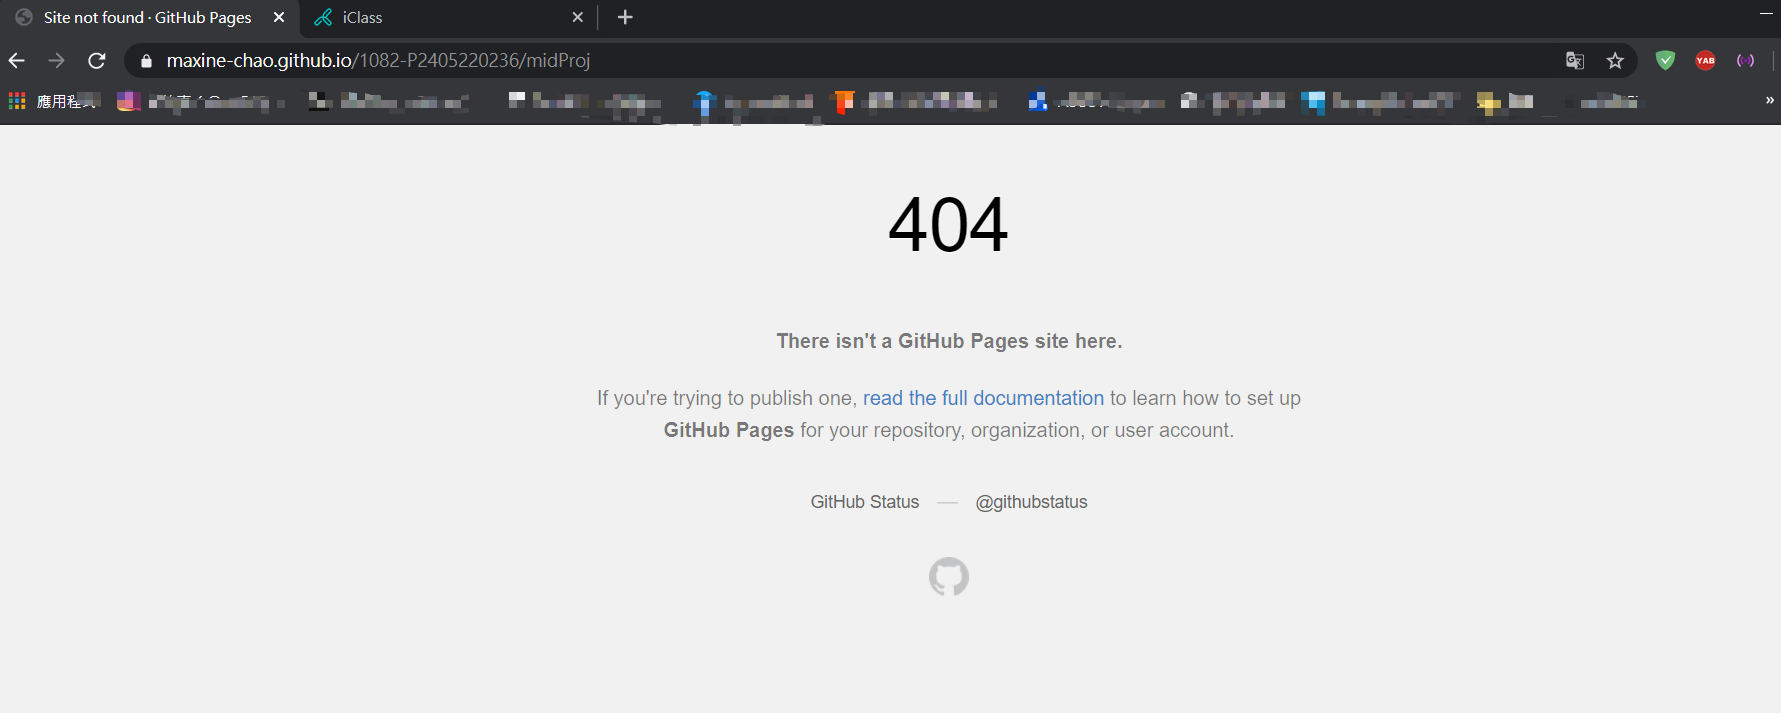 Site not found · GitHub Pages
iClass
maxine-chao.github.io/1082-P2405220236/midProj
YAB
應用程式
»
404
There isn't a GitHub Pages site here.
If you're trying to publish one, read the full documentation to learn how to set up
GitHub Pages for your repository, organization, or user account.
GitHub Status — @githubstatus